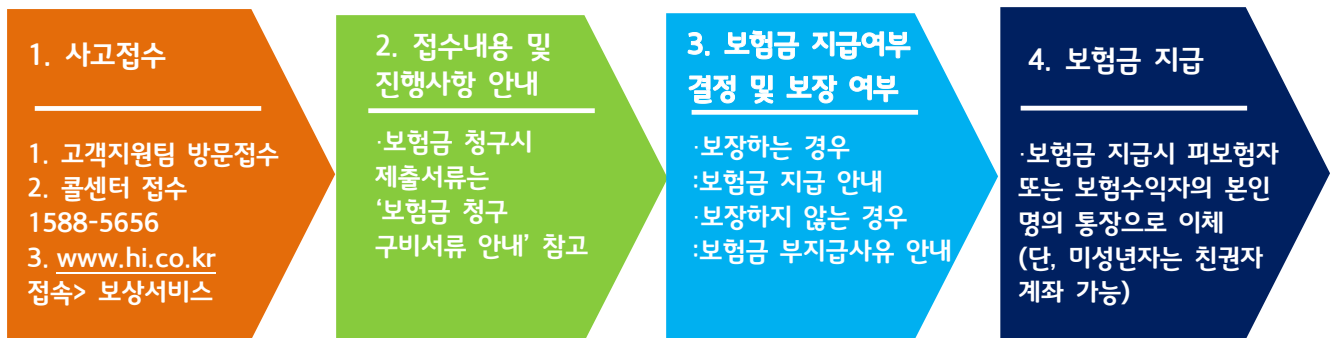 1. 사고접수
1. 고객지원팀 방문접수
2. 콜센터 접수
1588-5656
3. www.hi.co.kr
접속> 보상서비스
2. 접수내용 및
진행사항 안내
·보험금 청구시
제출서류는
‘보험금 청구
구비서류 안내’ 참고
3. 보험금 지급여부
결정 및 보장 여부
·보장하는 경우
:보험금 지급 안내
·보장하지 않는 경우
:보험금 부지급사유 안내
4. 보험금 지급
·보험금 지급시 피보험자
또는 보험수익자의 본인
명의 통장으로 이체
(단, 미성년자는 친권자
계좌 가능)